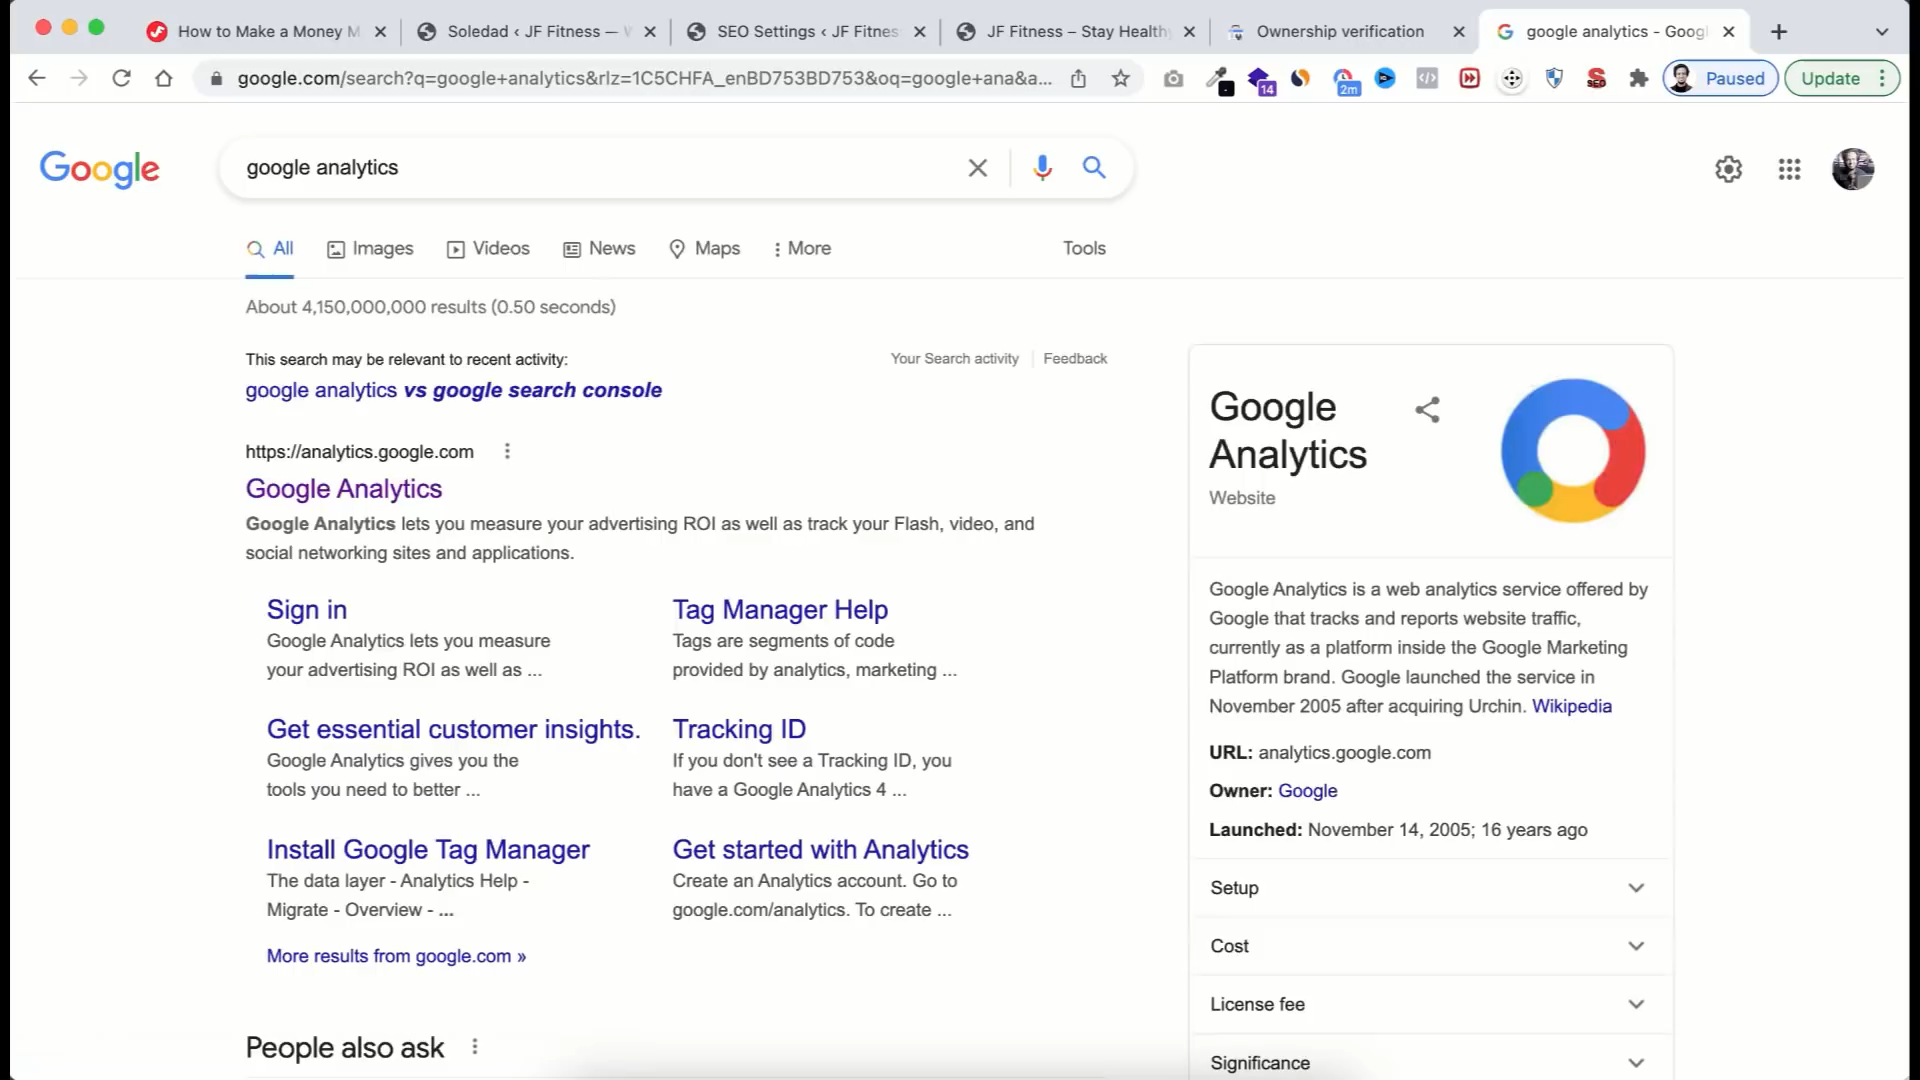 How to Make a Money M
Soledad ‹ JF Fitness — W
SEO Settings ‹ JF Fitnes
JF Fitness – Stay Health
Ownership verification
google analytics - Googl
google.com/search?q=google+analytics&rlz=1C5CHFA_enBD753BD753&oq=google+ana&a...
14
2m
SEO
Paused
Update
Google
google analytics
All
Images
Videos
News
Maps
More
Tools
About 4,150,000,000 results (0.50 seconds)
This search may be relevant to recent activity:
Your Search activity
Feedback
google analytics vs google search console
https://analytics.google.com
Google Analytics
Google Analytics lets you measure your advertising ROI as well as track your Flash, video, and
social networking sites and applications.
Sign in
Google Analytics lets you measure
your advertising ROI as well as ...
Tag Manager Help
Tags are segments of code
provided by analytics, marketing ...
Get essential customer insights.
Google Analytics gives you the
tools you need to better ...
Tracking ID
If you don't see a Tracking ID, you
have a Google Analytics 4 ...
Install Google Tag Manager
The data layer - Analytics Help -
Migrate - Overview - ...
Get started with Analytics
Create an Analytics account. Go to
google.com/analytics. To create ...
More results from google.com »
People also ask
Google
Analytics
Website
Google Analytics is a web analytics service offered by
Google that tracks and reports website traffic,
currently as a platform inside the Google Marketing
Platform brand. Google launched the service in
November 2005 after acquiring Urchin. Wikipedia
URL: analytics.google.com
Owner: Google
Launched: November 14, 2005; 16 years ago
Setup
Cost
License fee
Significance